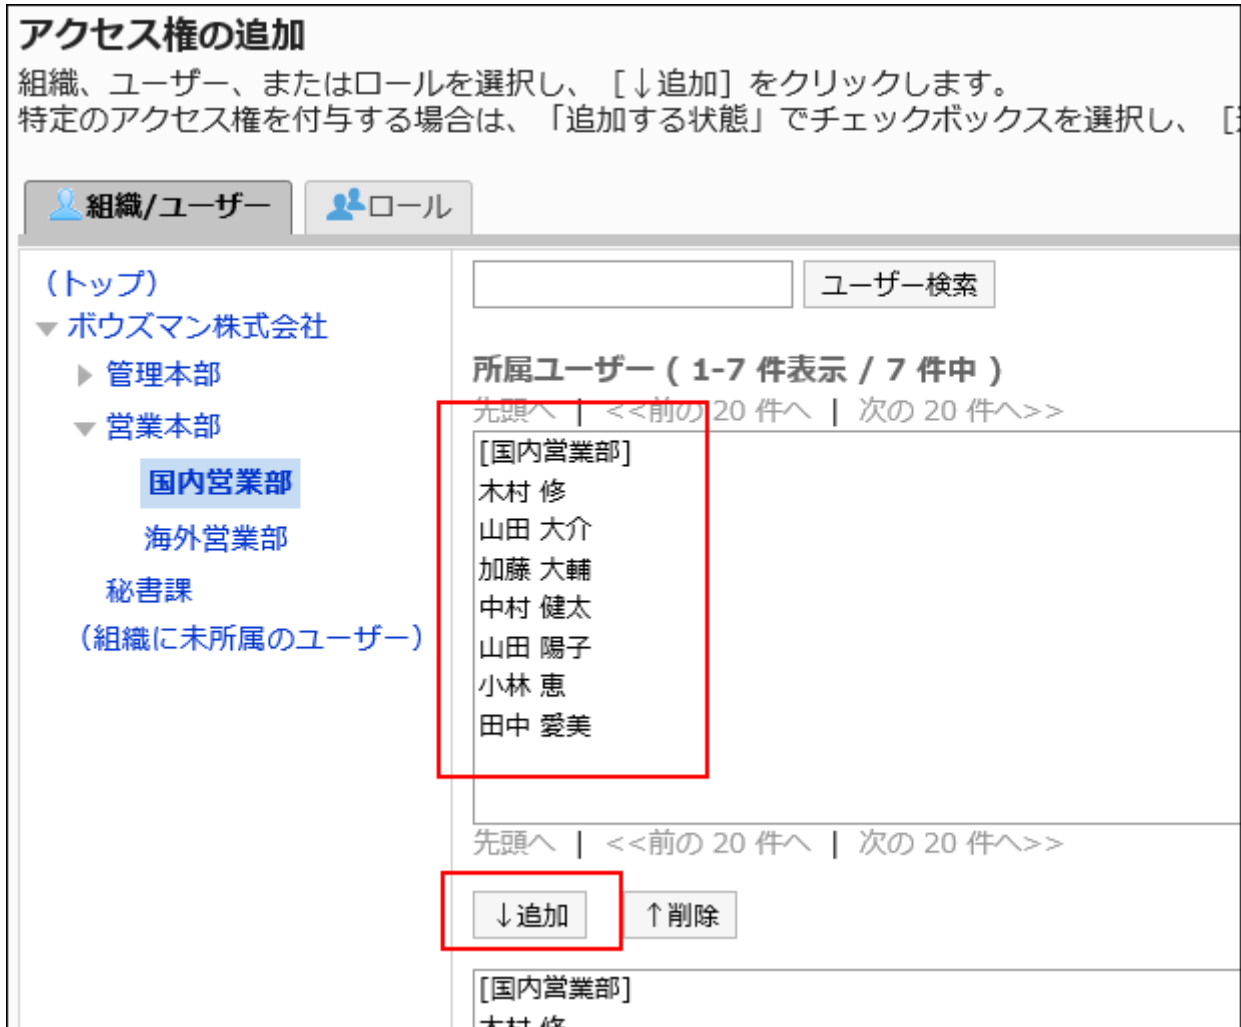 アクセス権の追加
組織、ユーザー、またはロールを選択し、［↓追加］をクリックします。
特定のアクセス権を付与する場合は、「追加する状態」でチェックボックスを選択し、［
組織/ユーザー
ロール
（トップ）
ボウズマン株式会社
管理本部
営業本部
国内営業部
海外営業部
秘書課
（組織に未所属のユーザー）
ユーザー検索
所属ユーザー ( 1-7 件表示 / 7 件中 )
先頭へ | <<前の 20 件へ | 次の 20 件へ>>
[国内営業部]
木村 修
山田 大介
加藤 大輔
中村 健太
山田 陽子
小林 恵
田中 愛美
先頭へ | <<前の 20 件へ | 次の 20 件へ>>
↓追加
↑削除
[国内営業部]
木村 修